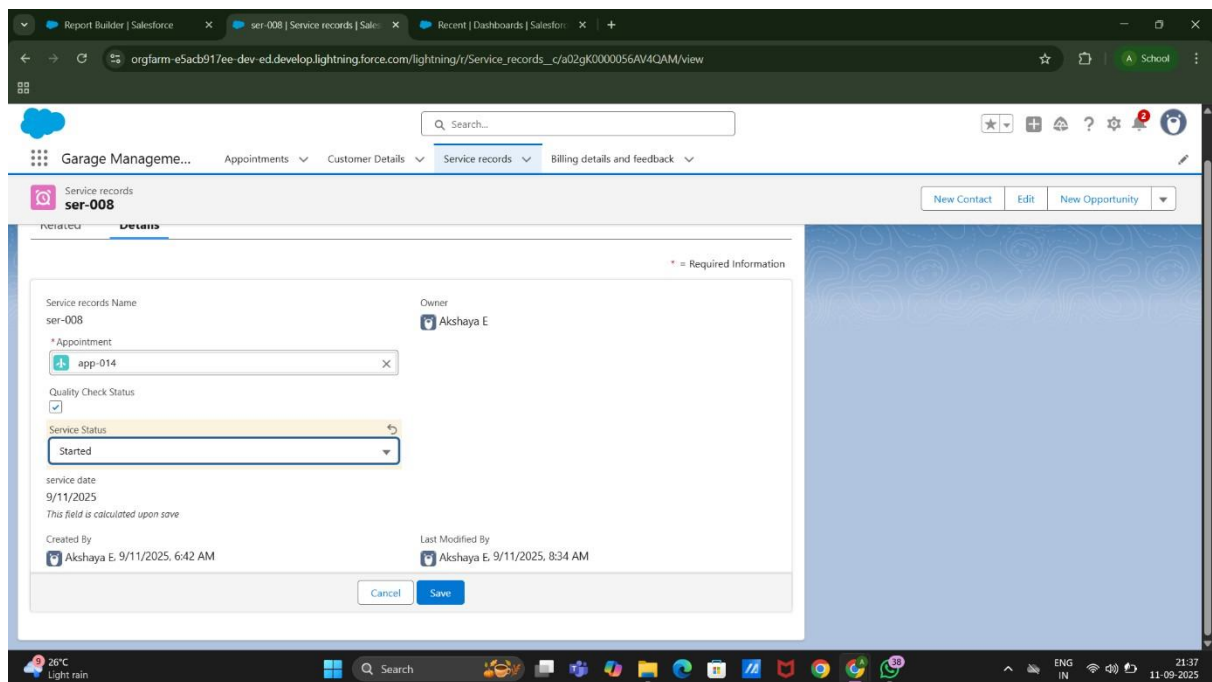 Report Builder | Salesforce
ser-008 | Service records | Sales
Recent | Dashboards | Salesforc
orgfarm-e5acb917ee-dev-ed.develop.lightning.force.com/lightning/r/Service_records__c/a02gK0000056AV4QAM/view
A School
Search...
2
Garage Manageme... Appointments Customer Details Service records Billing details and feedback
Service records
ser-008
New Contact Edit New Opportunity
Related Details
* = Required Information
Service records Name
ser-008
Owner
Akshaya E
*Appointment
app-014
Quality Check Status
Service Status
Started
service date
9/11/2025
This field is calculated upon save
Created By
Akshaya E, 9/11/2025, 6:42 AM
Last Modified By
Akshaya E, 9/11/2025, 8:34 AM
Cancel Save
9
26°C
Light rain
Search
38
ENG
IN
21:37
11-09-2025